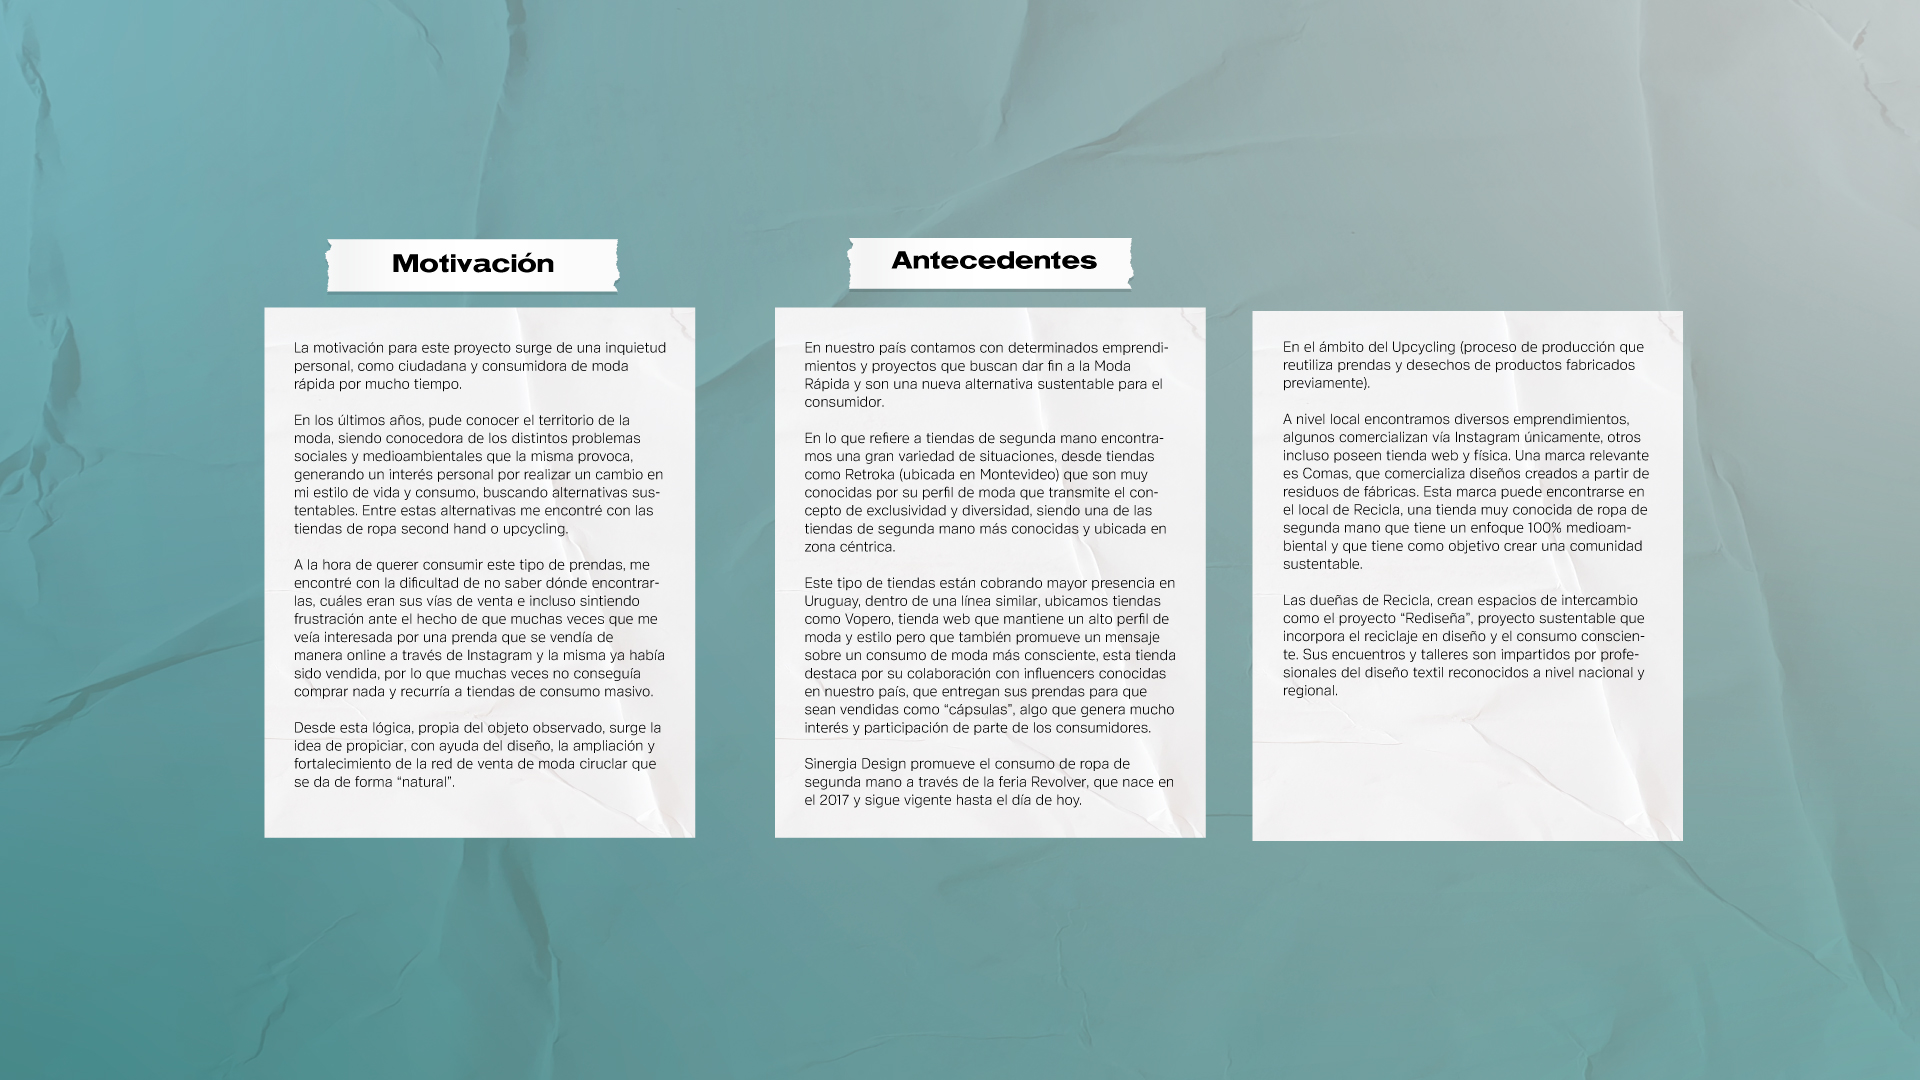 Motivación
La motivación para este proyecto surge de una inquietud
personal, como ciudadana y consumidora de moda
rápida por mucho tiempo.
En los últimos años, pude conocer el territorio de la
moda, siendo conocedora de los distintos problemas
sociales y medioambientales que la misma provoca,
generando un interés personal por realizar un cambio en
mi estilo de vida y consumo, buscando alternativas sus-
tentables. Entre estas alternativas me encontré con las
tiendas de ropa second hand o upcycling.
A la hora de querer consumir este tipo de prendas, me
encontré con la dificultad de no saber dónde encontrar-
las, cuáles eran sus vías de venta e incluso sintiendo
frustración ante el hecho de que muchas veces que me
veía interesada por una prenda que se vendía de
manera online a través de Instagram y la misma ya había
sido vendida, por lo que muchas veces no conseguía
comprar nada y recurría a tiendas de consumo masivo.
Desde esta lógica, propia del objeto observado, surge la
idea de propiciar, con ayuda del diseño, la ampliación y
fortalecimiento de la red de venta de moda ciruclar que
se da de forma “natural”.
Antecedentes
En nuestro país contamos con determinados emprendi-
mientos y proyectos que buscan dar fin a la Moda
Rápida y son una nueva alternativa sustentable para el
consumidor.
En lo que refiere a tiendas de segunda mano encontra-
mos una gran variedad de situaciones, desde tiendas
como Retroka (ubicada en Montevideo) que son muy
conocidas por su perfil de moda que transmite el con-
cepto de exclusividad y diversidad, siendo una de las
tiendas de segunda mano más conocidas y ubicada en
zona céntrica.
Este tipo de tiendas están cobrando mayor presencia en
Uruguay, dentro de una línea similar, ubicamos tiendas
como Vopero, tienda web que mantiene un alto perfil de
moda y estilo pero que también promueve un mensaje
sobre un consumo de moda más consciente, esta tienda
destaca por su colaboración con influencers conocidas
en nuestro país, que entregan sus prendas para que
sean vendidas como “cápsulas”, algo que genera mucho
interés y participación de parte de los consumidores.
Sinergia Design promueve el consumo de ropa de
segunda mano a través de la feria Revolver, que nace en
el 2017 y sigue vigente hasta el día de hoy.
En el ámbito del Upcycling (proceso de producción que
reutiliza prendas y desechos de productos fabricados
previamente).
A nivel local encontramos diversos emprendimientos,
algunos comercializan vía Instagram únicamente, otros
incluso poseen tienda web y física. Una marca relevante
es Comas, que comercializa diseños creados a partir de
residuos de fábricas. Esta marca puede encontrarse en
el local de Recicla, una tienda muy conocida de ropa de
segunda mano que tiene un enfoque 100% medioam-
biental y que tiene como objetivo crear una comunidad
sustentable.
Las dueñas de Recicla, crean espacios de intercambio
como el proyecto “Rediseña”, proyecto sustentable que
incorpora el reciclaje en diseño y el consumo conscien-
te. Sus encuentros y talleres son impartidos por profe-
sionales del diseño textil reconocidos a nivel nacional y
regional.